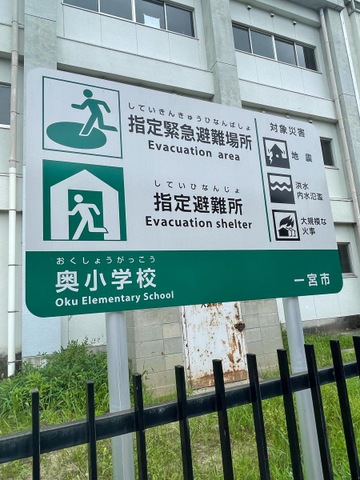 していきんきゅうひなんばしょ
指定緊急避難場所
Evacuation area
していひなんじょ
指定避難所
Evacuation shelter
対象災害
地震
洪水
内水氾濫
大規模な
火事
おくしょうがっこう
奥小学校
Oku Elementary School
一宮市